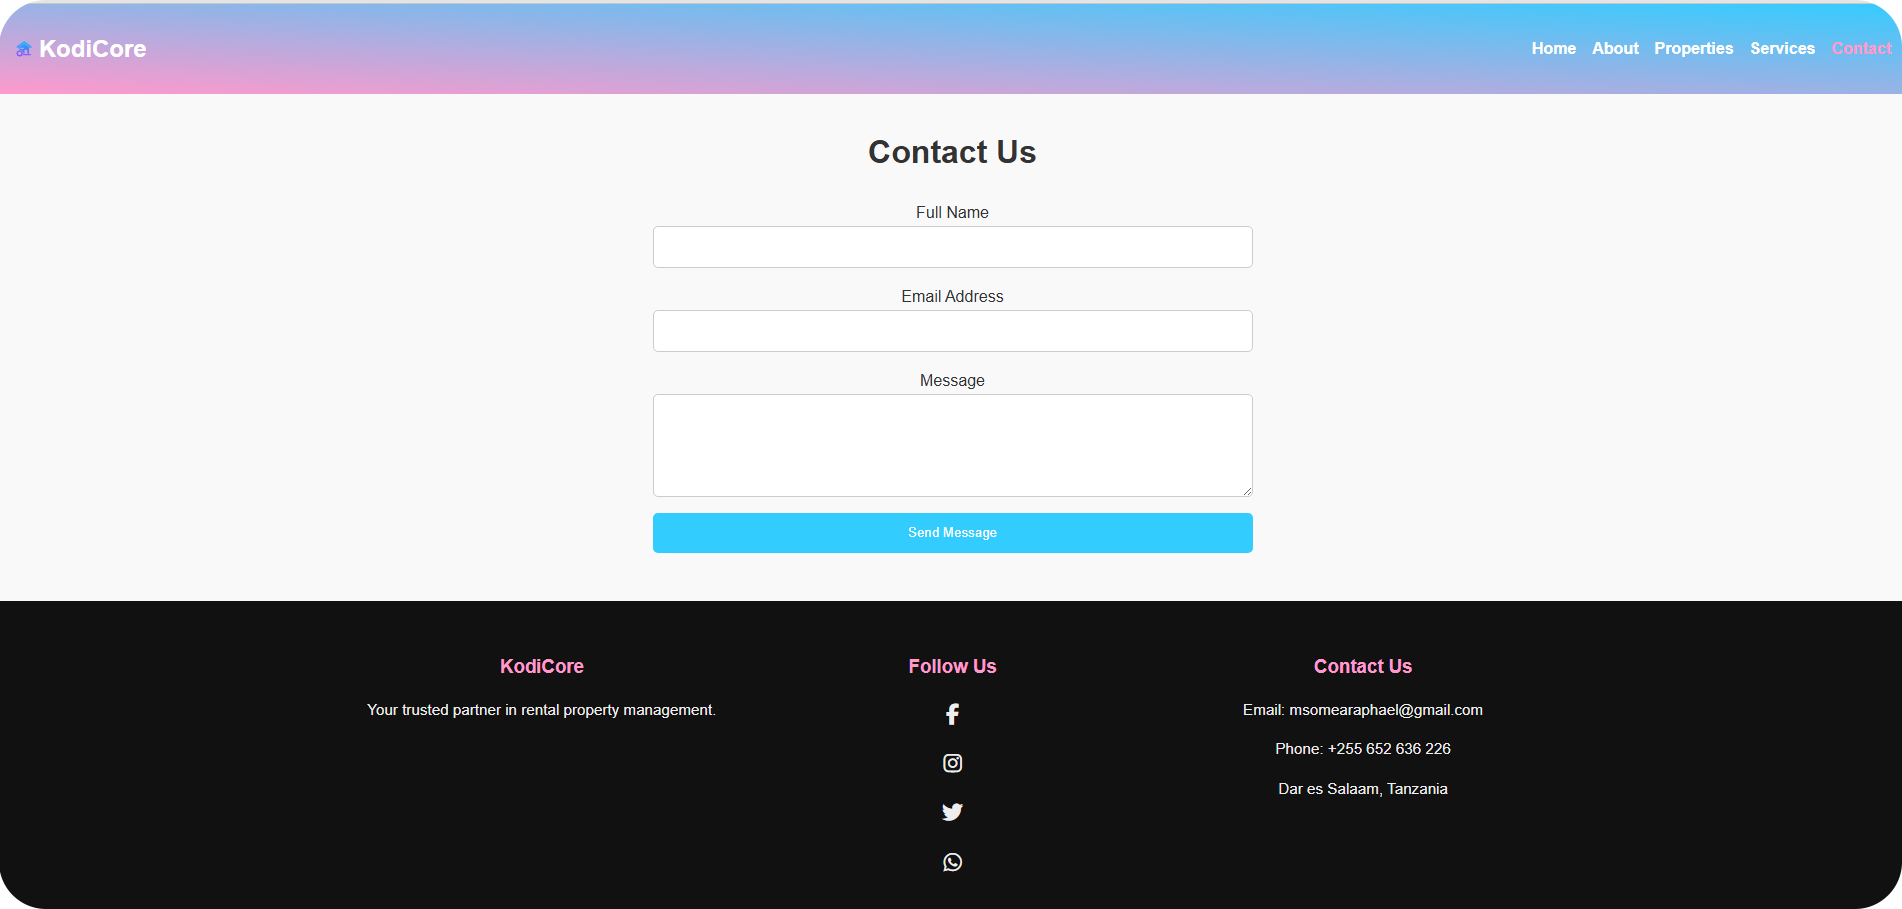 KodiCore
Home About Properties Services Contact
Contact Us
Full Name
Email Address
Message
Send Message
KodiCore
Your trusted partner in rental property management.
Follow Us
Contact Us
Email: msomearaphael@gmail.com
Phone: +255 652 636 226
Dar es Salaam, Tanzania